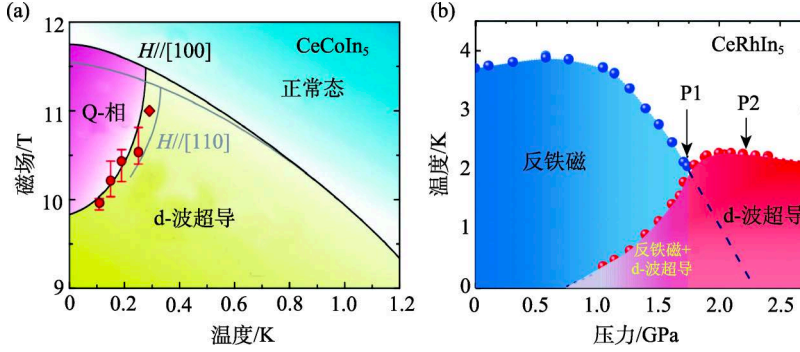 (a)
12
11
10
9
磁场/T
H//[100]
CeCoIn5
正常态
Q-相
H//[110]
d-波超导
0.0 0.2 0.4 0.6 0.8 1.0 1.2
温度/K
(b)
4
3
2
1
0
温度/K
CeRhIn5
P1
P2
反铁磁
d-波超导
反铁磁+
d-波超导
0 0.5 1.0 1.5 2.0 2.5
压力/GPa